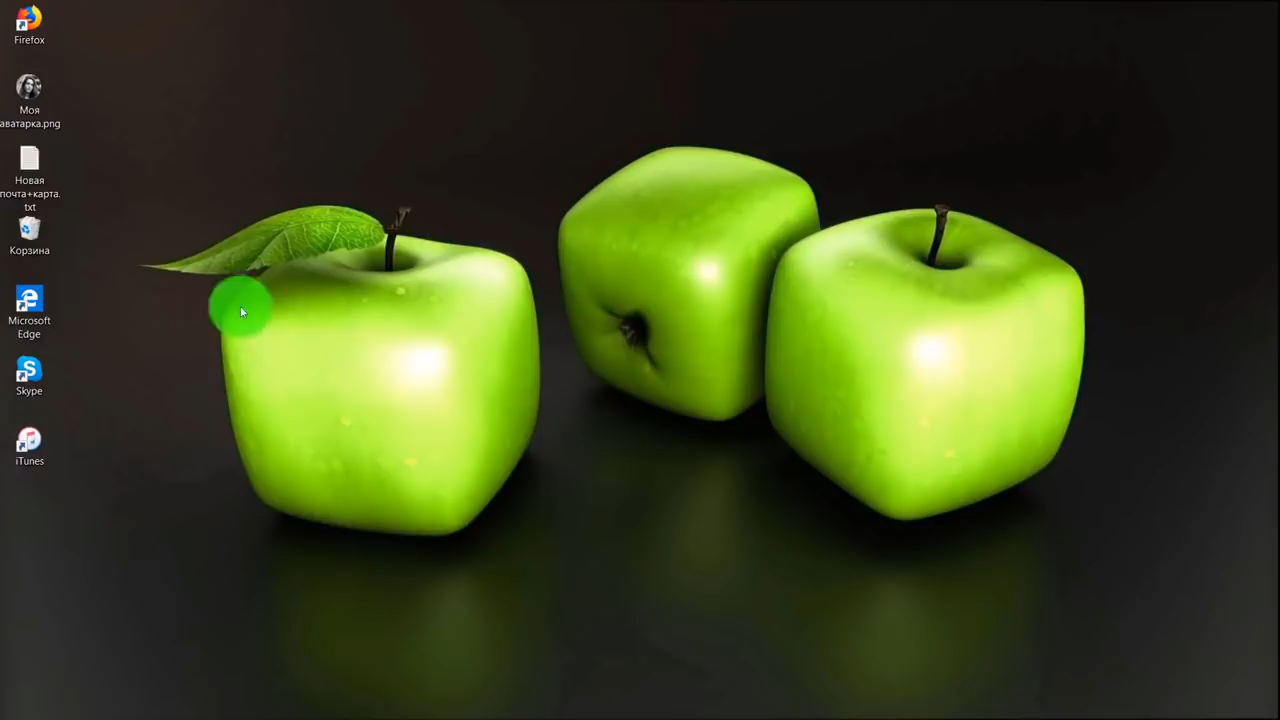 Firefox
Моя
аватарка.png
Новая
почта+карта.
txt
Корзина
Microsoft
Edge
Skype
iTunes